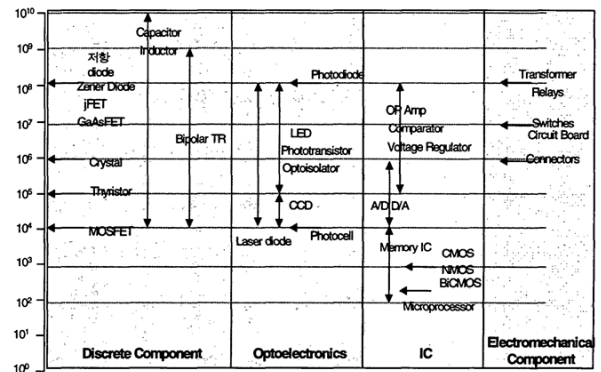 10¹⁰
10⁹
10⁸
10⁷
10⁶
10⁵
10⁴
10³
10²
10¹
10⁰
Capacitor
Inductor
저항
diode
Zener Diode
jFET
GaAsFET
Crystal
Thyristor
MOSFET
Bipolar TR
Discrete Component
Photodiode
LED
Phototransistor
Optoisolator
CCD
Laser diode
Photocell
Optoelectronics
OP Amp
Comparator
Voltage Regulator
A/D D/A
Memory IC
CMOS
NMOS
BiCMOS
Microprocessor
IC
Transformer
Relays
Switches
Circuit Board
Connectors
Electromechanical
Component